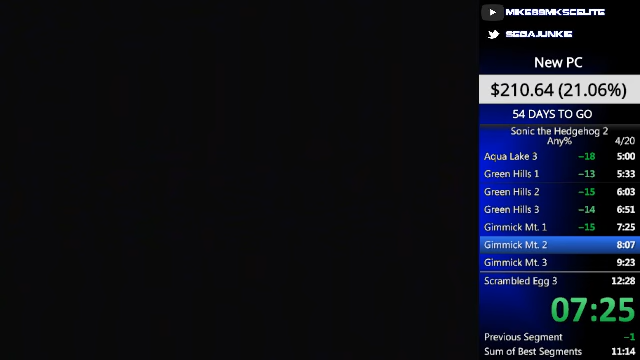 MIKE89MKSCELITE
SEGAJUNKIE
New PC
$210.64 (21.06%)
54 DAYS TO GO
Sonic the Hedgehog 2
Any% 4/20
Aqua Lake 3 −18 5:00
Green Hills 1 −13 5:33
Green Hills 2 −15 6:03
Green Hills 3 −14 6:51
Gimmick Mt. 1 −15 7:25
Gimmick Mt. 2 8:07
Gimmick Mt. 3 9:23
Scrambled Egg 3 12:28
07:25
Previous Segment −1
Sum of Best Segments 11:14